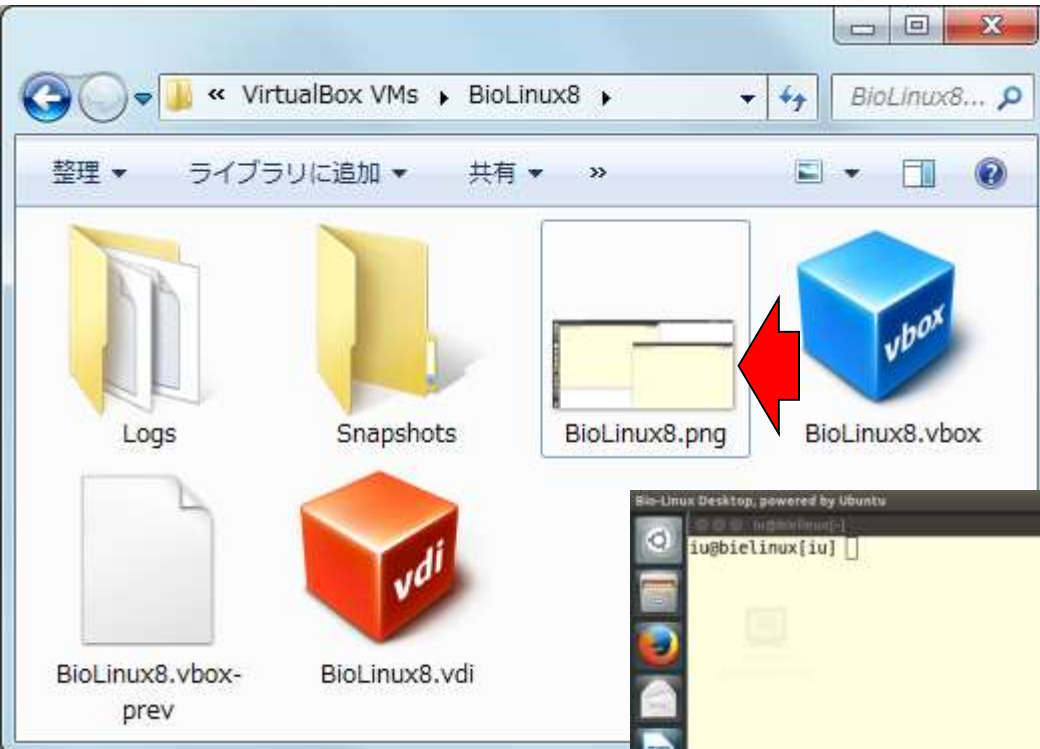 « VirtualBox VMs ▸ BioLinux8 ▸
BioLinux8...
整理 ▼ ライブラリに追加 ▼ 共有 ▼ »
Logs
Snapshots
BioLinux8.png
vbox
BioLinux8.vbox
BioLinux8.vbox-
prev
vdi
BioLinux8.vdi
Bio-Linux Desktop, powered by Ubuntu
iu@bielinux[~]
iu@bielinux[iu]